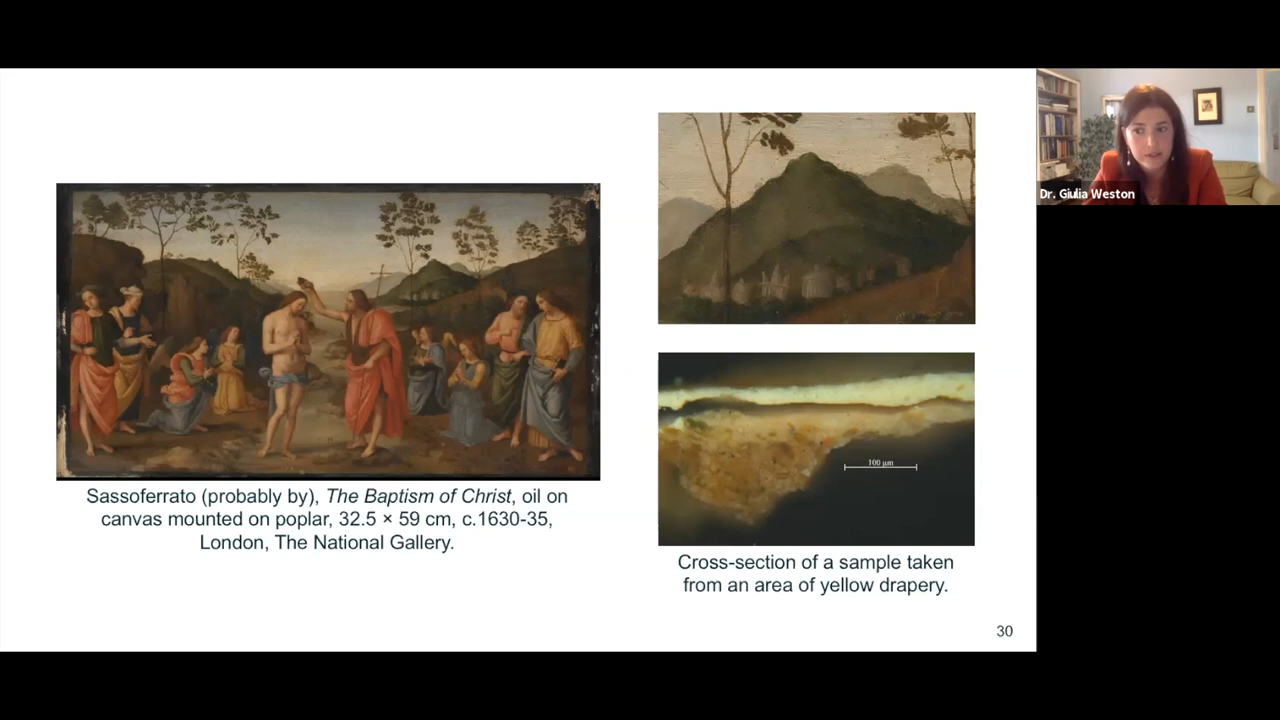 Dr. Giulia Weston
Sassoferrato (probably by), The Baptism of Christ, oil on
canvas mounted on poplar, 32.5 × 59 cm, c.1630-35,
London, The National Gallery.
100 µm
Cross-section of a sample taken
from an area of yellow drapery.
30